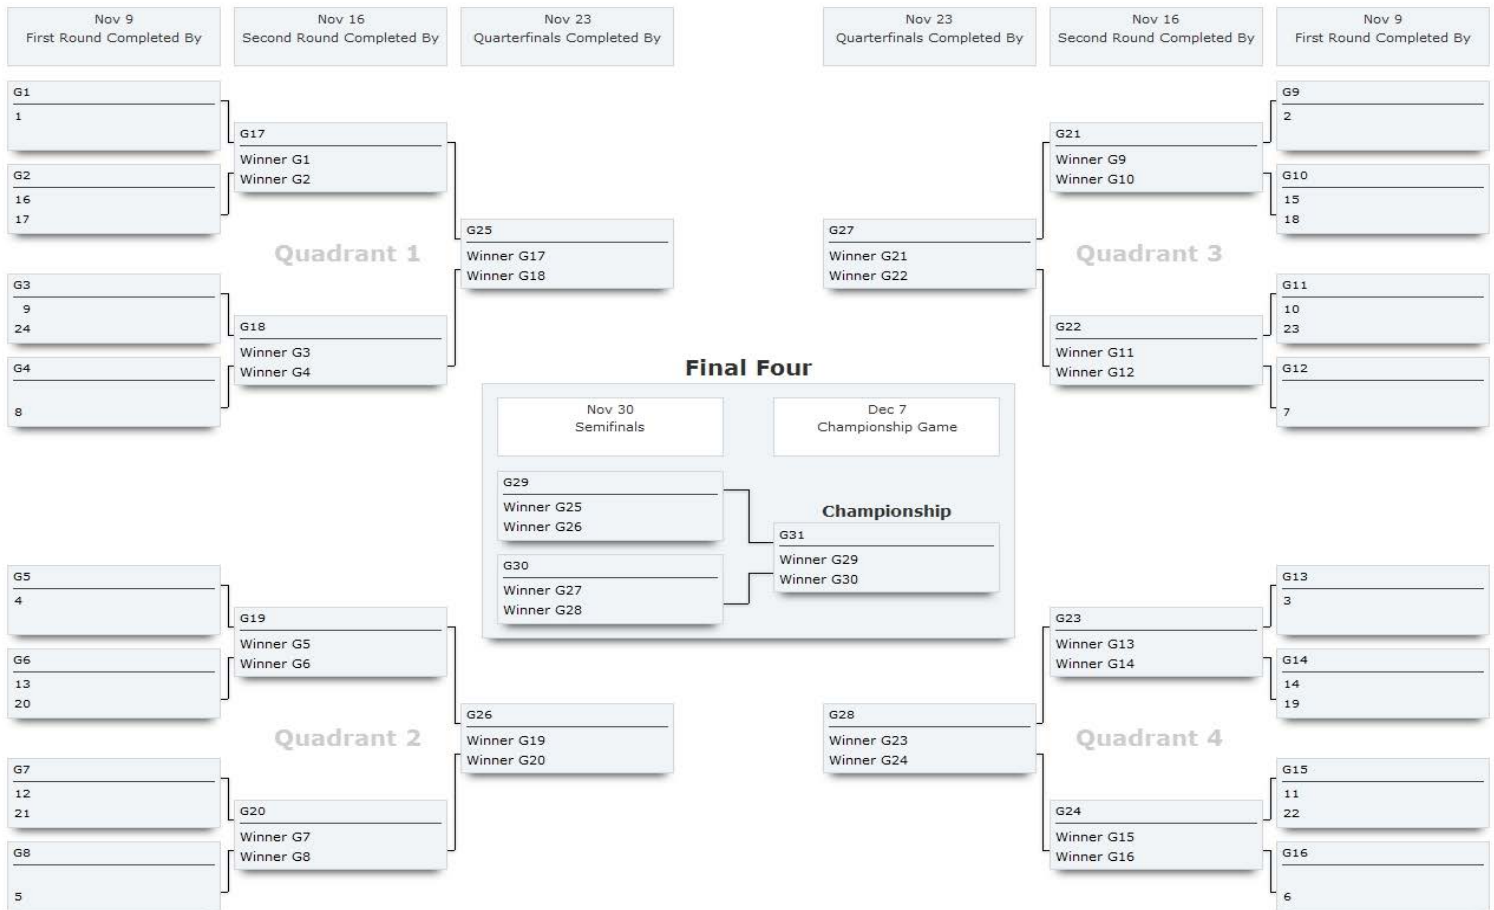 Nov 9
First Round Completed By
Nov 16
Second Round Completed By
Nov 23
Quarterfinals Completed By
Nov 23
Quarterfinals Completed By
Nov 16
Second Round Completed By
Nov 9
First Round Completed By
G1
1
G2
16
17
G17
Winner G1
Winner G2
Quadrant 1
G3
9
24
G4
8
G18
Winner G3
Winner G4
G25
Winner G17
Winner G18
G27
Winner G21
Winner G22
G21
Winner G9
Winner G10
Quadrant 3
G22
Winner G11
Winner G12
G9
2
G10
15
18
G11
10
23
G12
7
Final Four
Nov 30
Semifinals
Dec 7
Championship Game
G29
Winner G25
Winner G26
G30
Winner G27
Winner G28
Championship
G31
Winner G29
Winner G30
G5
4
G6
13
20
G19
Winner G5
Winner G6
Quadrant 2
G7
12
21
G8
5
G20
Winner G7
Winner G8
G26
Winner G19
Winner G20
G28
Winner G23
Winner G24
G23
Winner G13
Winner G14
Quadrant 4
G24
Winner G15
Winner G16
G13
3
G14
14
19
G15
11
22
G16
6